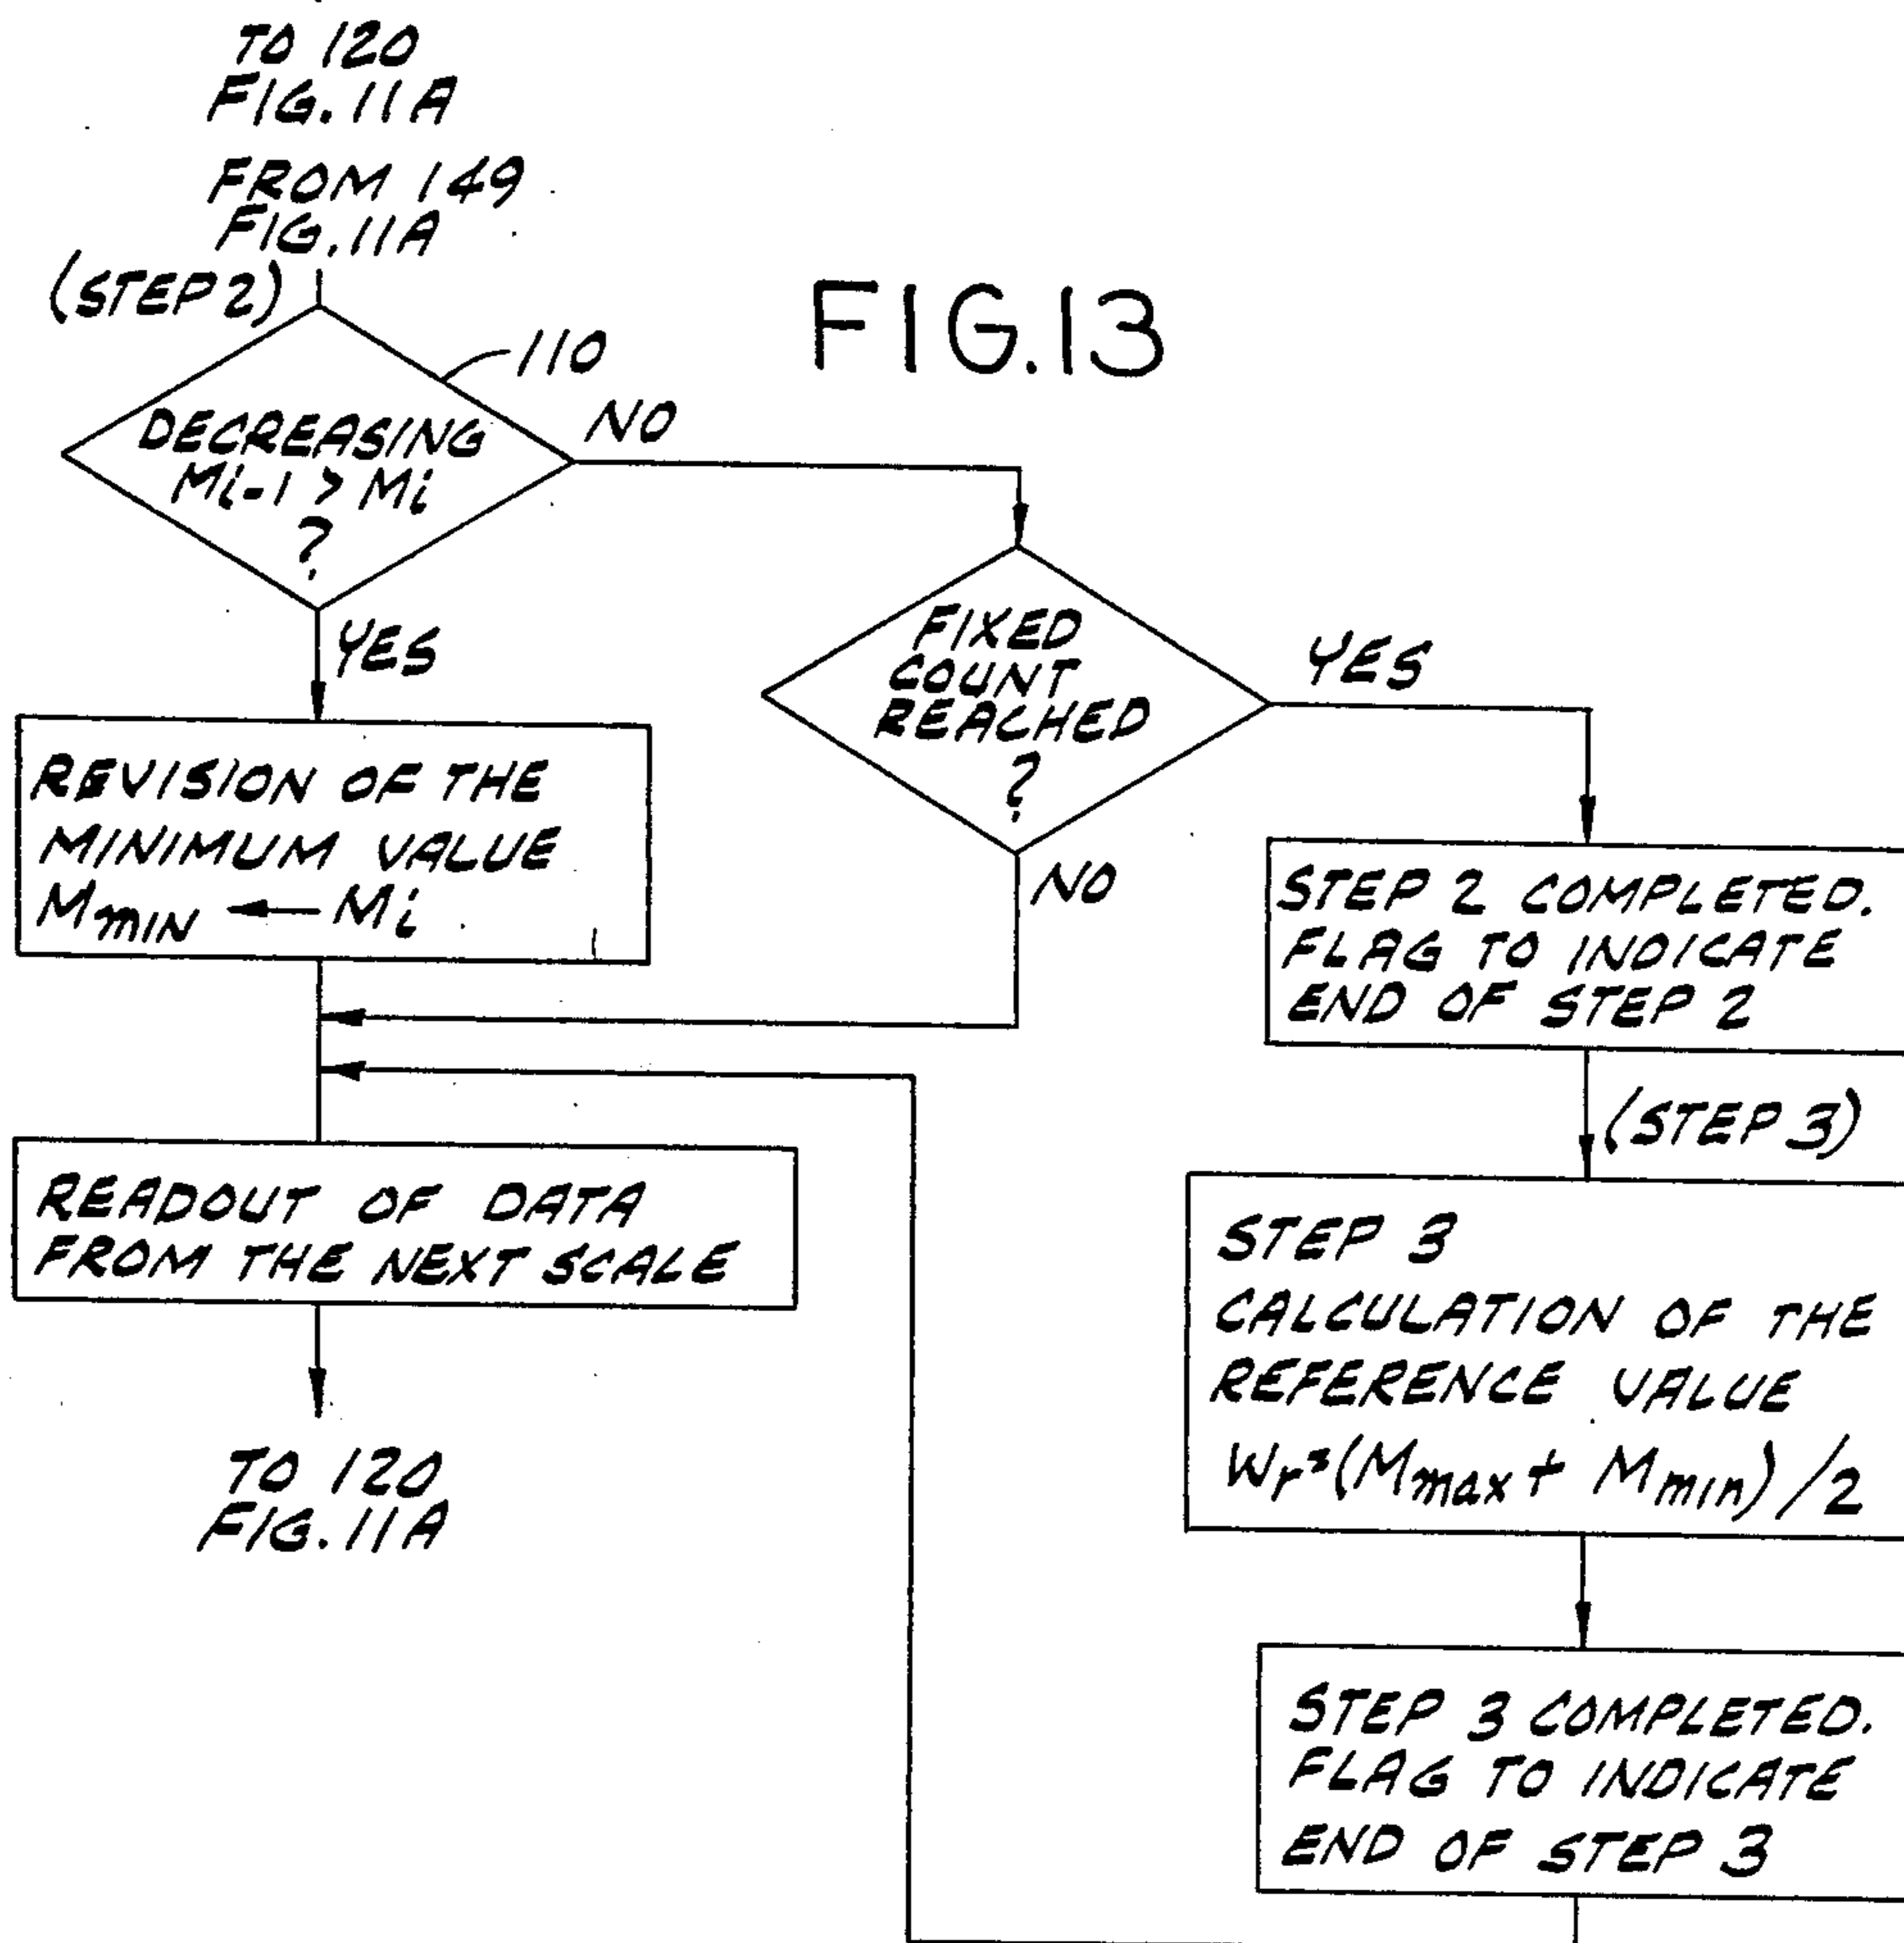 TO 120
FIG. 11A
FROM 149
FIG. 11A
(STEP 2)
FIG.13
110
DECREASING
Mi-1 > Mi
?
NO
YES
FIXED
COUNT
REACHED
?
YES
NO
REVISION OF THE
MINIMUM VALUE
MMIN ← Mi
STEP 2 COMPLETED.
FLAG TO INDICATE
END OF STEP 2
(STEP 3)
READOUT OF DATA
FROM THE NEXT SCALE
STEP 3
CALCULATION OF THE
REFERENCE VALUE
Wr=(Mmax + Mmin)/2
TO 120
FIG. 11A
STEP 3 COMPLETED.
FLAG TO INDICATE
END OF STEP 3